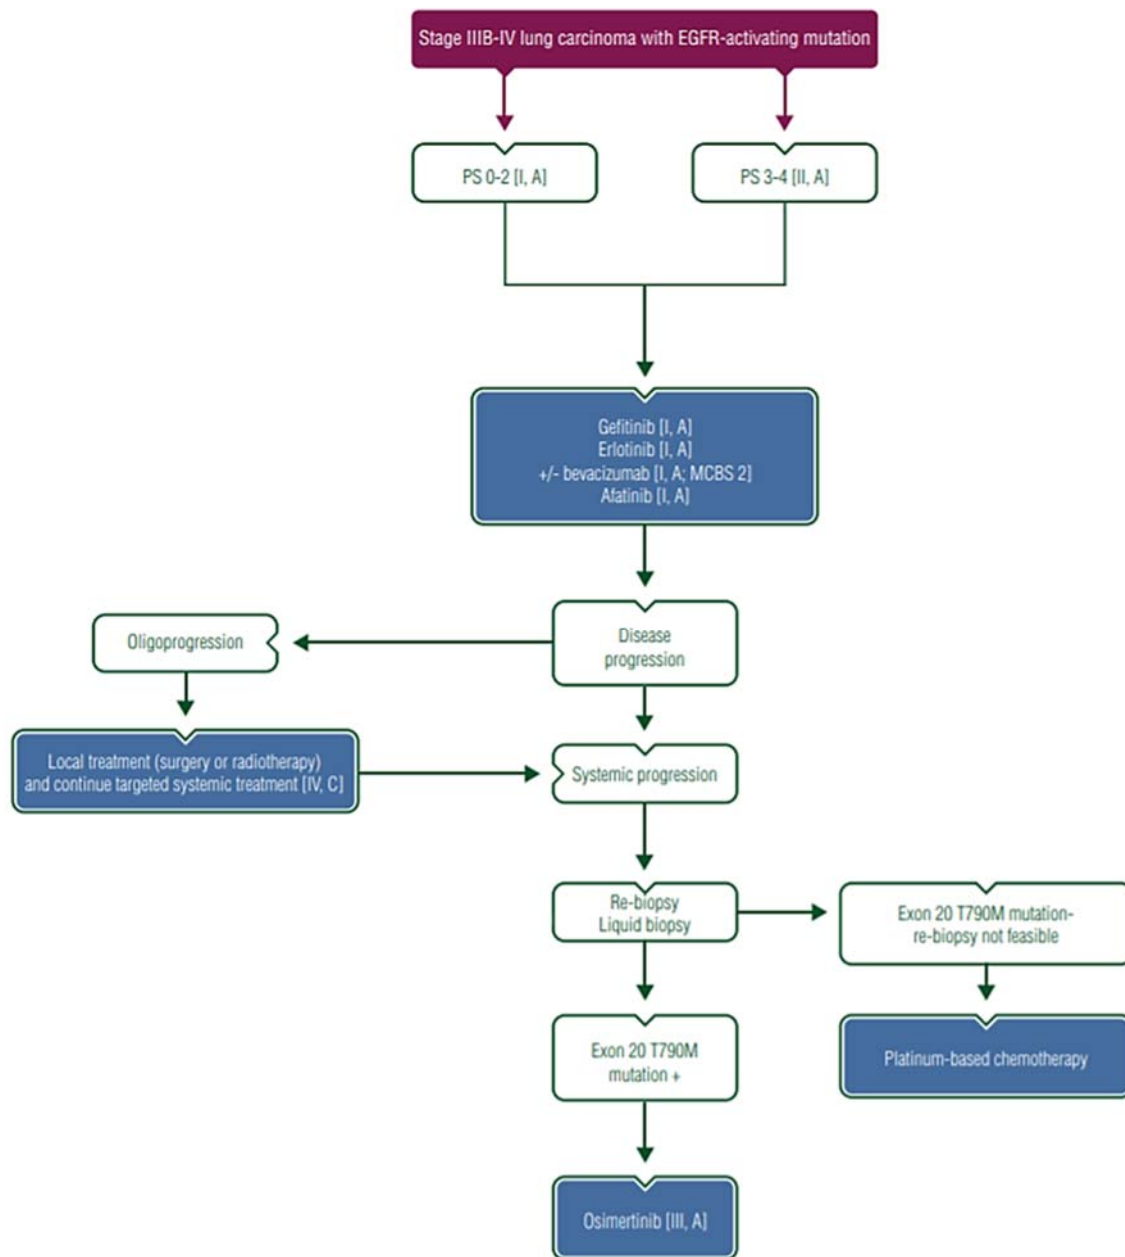 Stage IIIB-IV lung carcinoma with EGFR-activating mutation
PS 0-2 [I, A]
PS 3-4 [II, A]
Gefitinib [I, A]
Erlotinib [I, A]
+/- bevacizumab [I, A; MCBS 2]
Afatinib [I, A]
Disease
progression
Oligoprogression
Local treatment (surgery or radiotherapy)
and continue targeted systemic treatment [IV, C]
Systemic progression
Re-biopsy
Liquid biopsy
Exon 20 T790M mutation-
re-biopsy not feasible
Platinum-based chemotherapy
Exon 20 T790M
mutation +
Osimertinib [III, A]